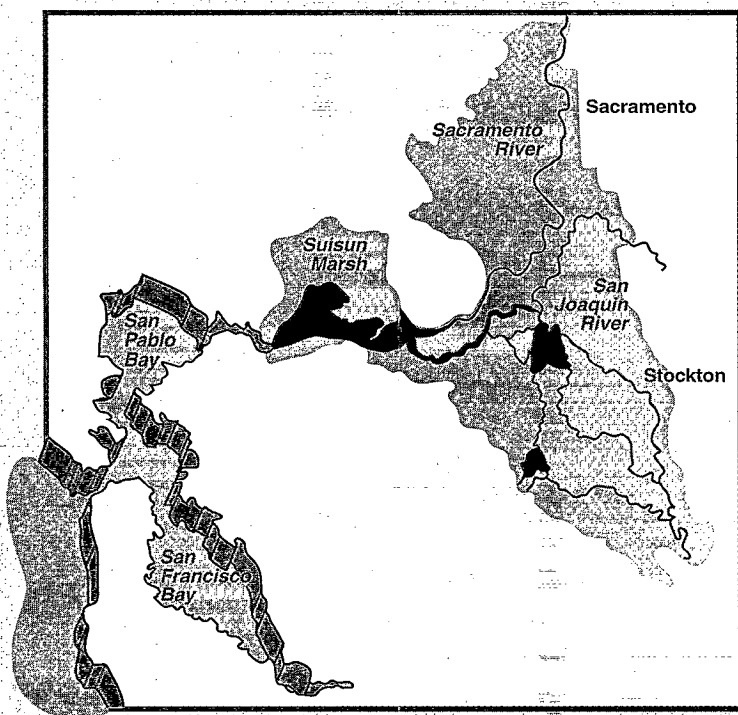 Sacramento
Sacramento
River
Suisun
Marsh
San
Joaquin
River
San
Pablo
Bay
Stockton
San
Francisco
Bay